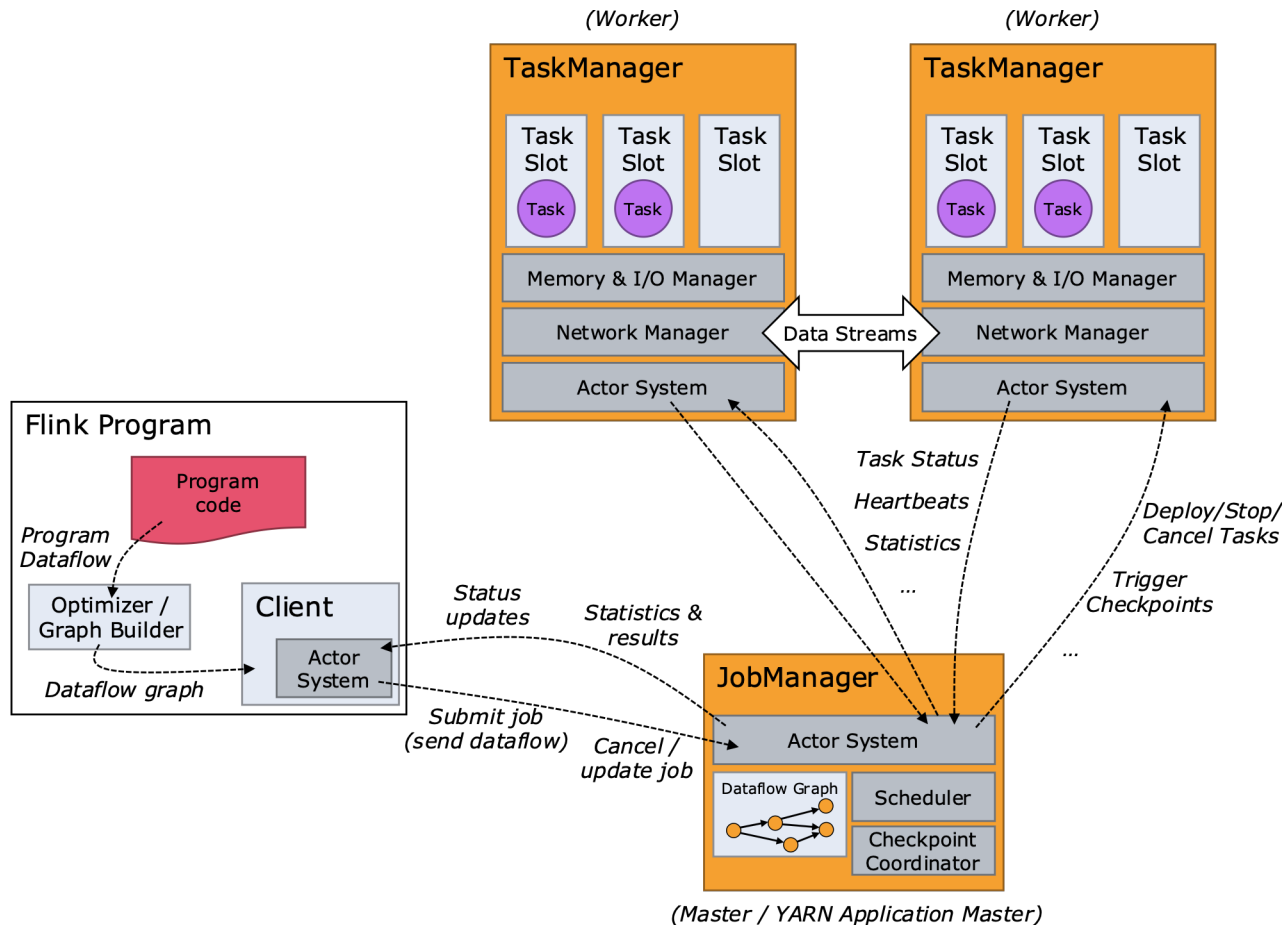 (Worker)
(Worker)
TaskManager
Task
Slot
Task
Task
Slot
Task
Task
Slot
Memory & I/O Manager
Network Manager
Actor System
TaskManager
Task
Slot
Task
Task
Slot
Task
Task
Slot
Memory & I/O Manager
Network Manager
Actor System
Data Streams
Flink Program
Program
code
Program
Dataflow
Optimizer /
Graph Builder
Dataflow graph
Client
Actor
System
Status
updates
Statistics &
results
Submit job
(send dataflow)
Cancel /
update job
Task Status
Heartbeats
Statistics
...
Deploy/Stop/
Cancel Tasks
Trigger
Checkpoints
...
JobManager
Actor System
Dataflow Graph
Scheduler
Checkpoint
Coordinator
(Master / YARN Application Master)